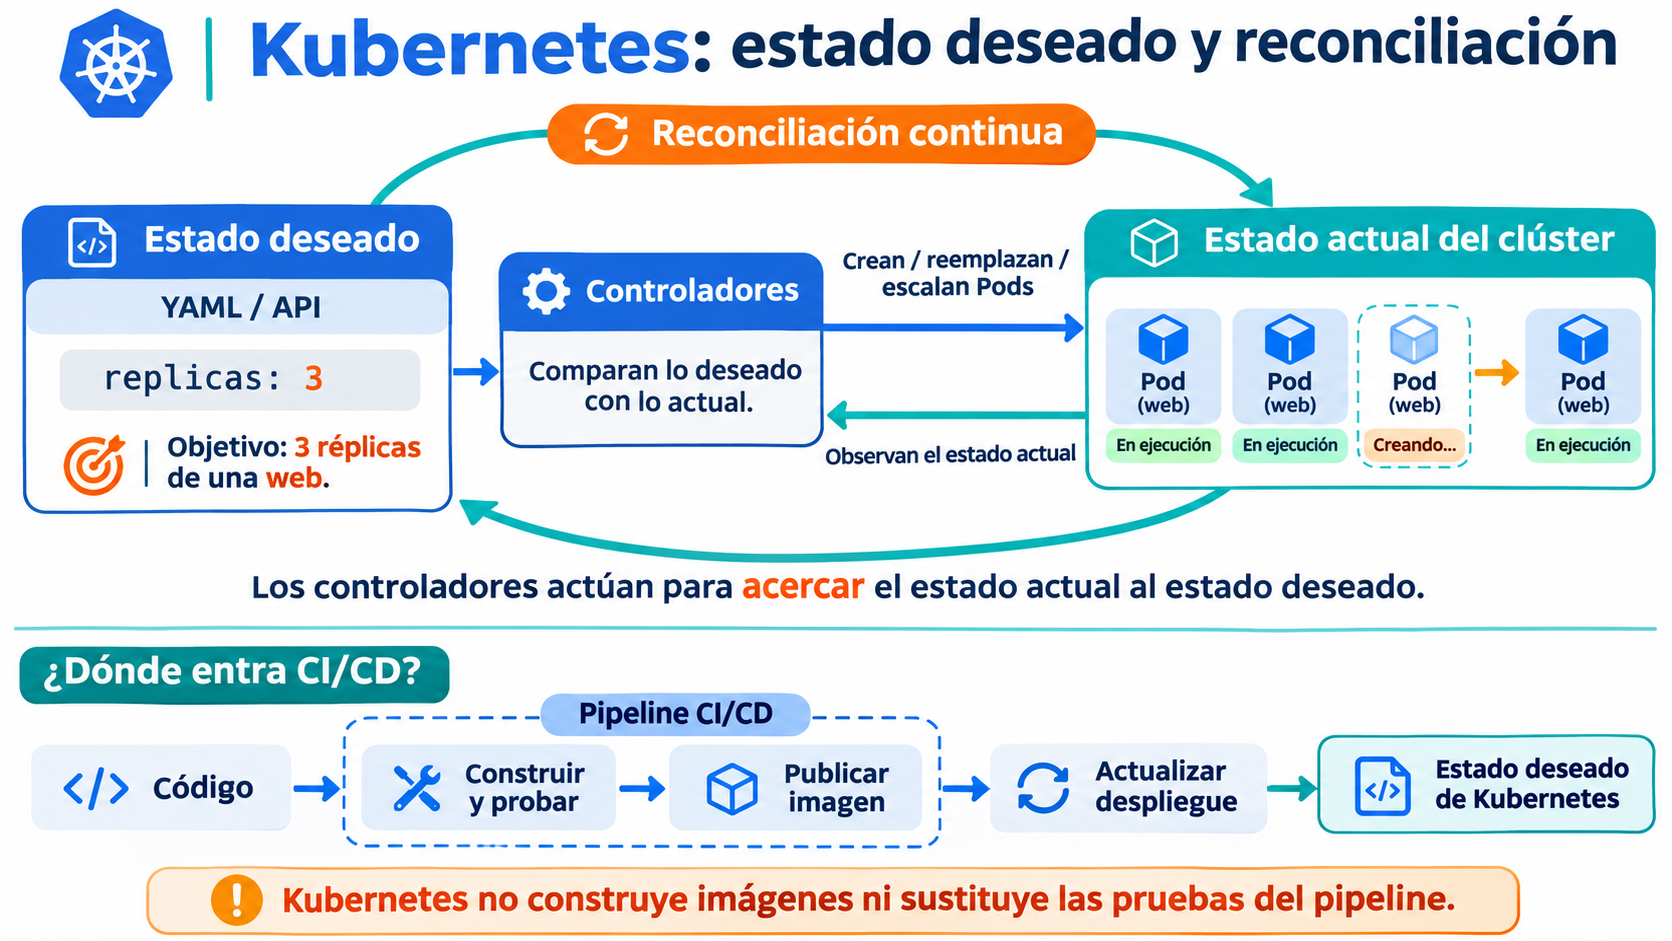 Kubernetes: estado deseado y reconciliación
Reconciliación continua
Estado deseado
YAML / API
replicas: 3
Objetivo: 3 réplicas
de una web.
Controladores
Comparan lo deseado
con lo actual.
Crean / reemplazan /
escalan Pods
Observan el estado actual
Estado actual del clúster
Pod
(web)
En ejecución
Pod
(web)
En ejecución
Pod
(web)
Creando...
Pod
(web)
En ejecución
Los controladores actúan para acercar el estado actual al estado deseado.
¿Dónde entra CI/CD?
Pipeline CI/CD
Código
Construir
y probar
Publicar
imagen
Actualizar
despliegue
Estado deseado
de Kubernetes
Kubernetes no construye imágenes ni sustituye las pruebas del pipeline.